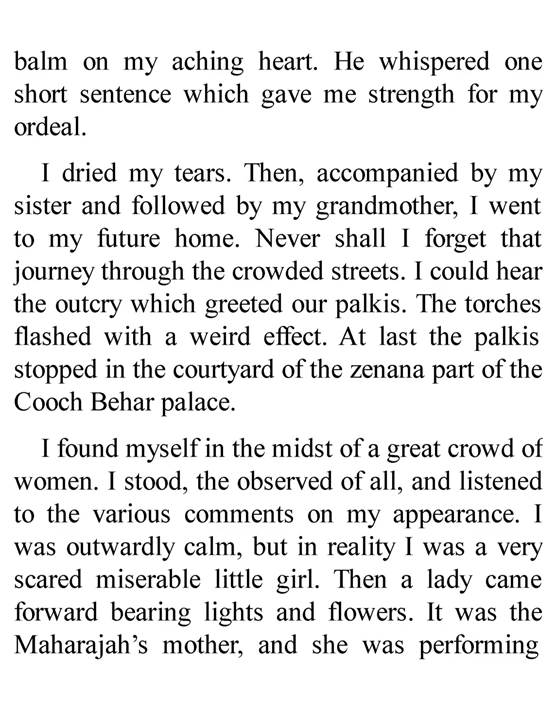 balm on my aching heart. He whispered one
short sentence which gave me strength for my
ordeal.
I dried my tears. Then, accompanied by my
sister and followed by my grandmother, I went
to my future home. Never shall I forget that
journey through the crowded streets. I could hear
the outcry which greeted our palkis. The torches
flashed with a weird effect. At last the palkis
stopped in the courtyard of the zenana part of the
Cooch Behar palace.
I found myself in the midst of a great crowd of
women. I stood, the observed of all, and listened
to the various comments on my appearance. I
was outwardly calm, but in reality I was a very
scared miserable little girl. Then a lady came
forward bearing lights and flowers. It was the
Maharajah’s mother, and she was performing